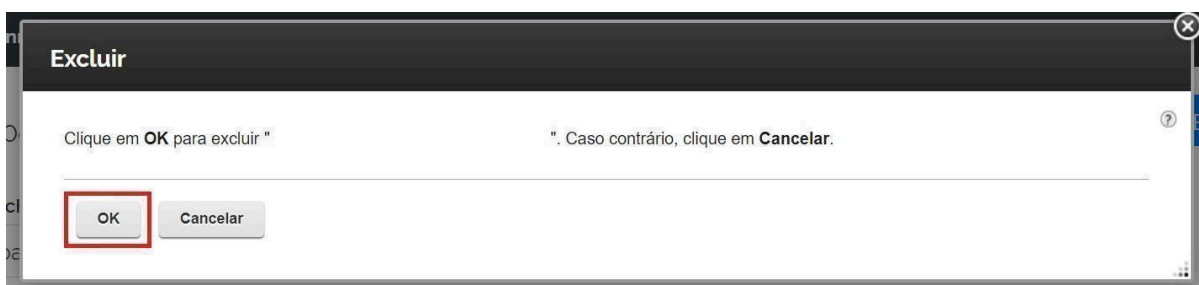 Excluir
Clique em OK para excluir " ". Caso contrário, clique em Cancelar.
OK Cancelar